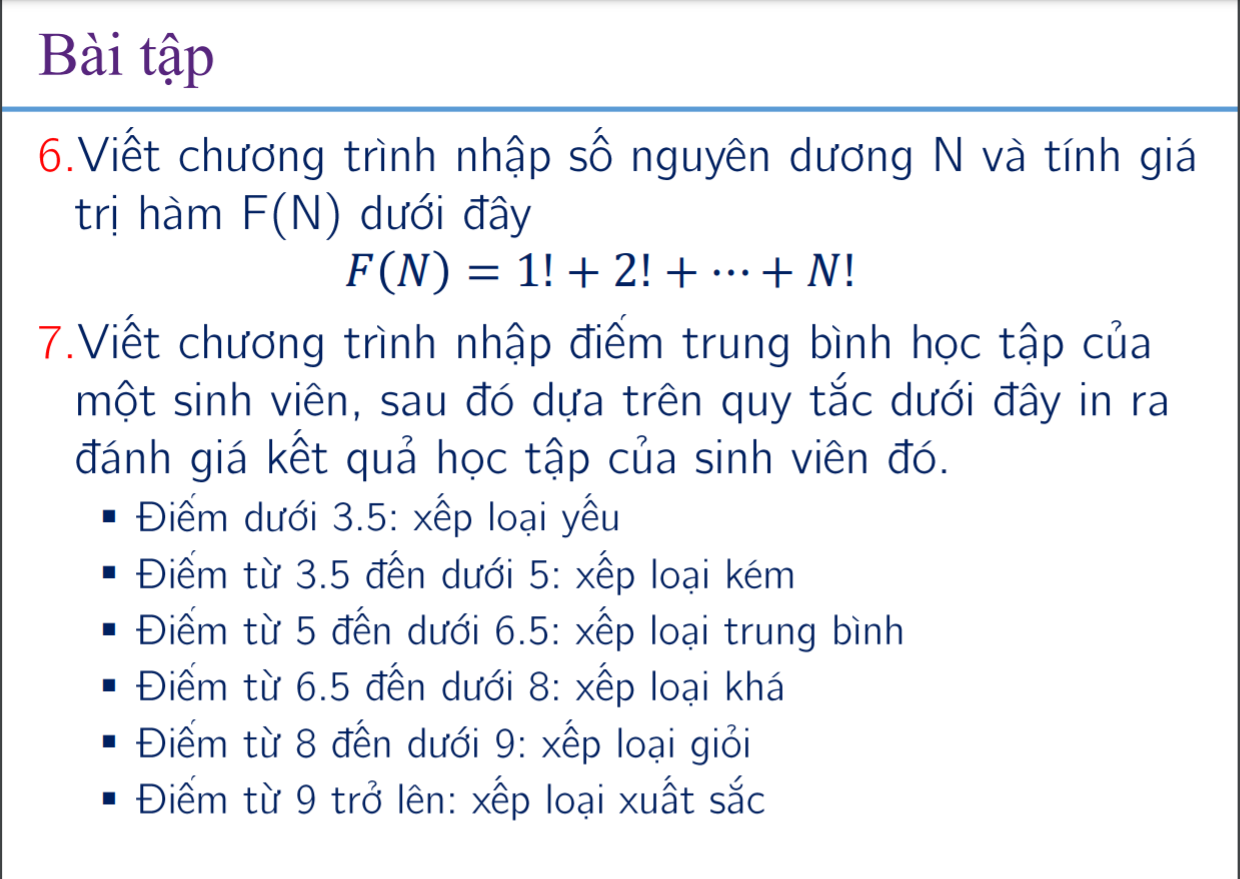 Bài tập
6.Viết chương trình nhập số nguyên dương N và tính giá
trị hàm F(N) dưới đây
F(N) = 1! + 2! + ⋯ + N!
7.Viết chương trình nhập điểm trung bình học tập của
một sinh viên, sau đó dựa trên quy tắc dưới đây in ra
đánh giá kết quả học tập của sinh viên đó.
▪ Điểm dưới 3.5: xếp loại yếu
▪ Điểm từ 3.5 đến dưới 5: xếp loại kém
▪ Điểm từ 5 đến dưới 6.5: xếp loại trung bình
▪ Điểm từ 6.5 đến dưới 8: xếp loại khá
▪ Điểm từ 8 đến dưới 9: xếp loại giỏi
▪ Điểm từ 9 trở lên: xếp loại xuất sắc